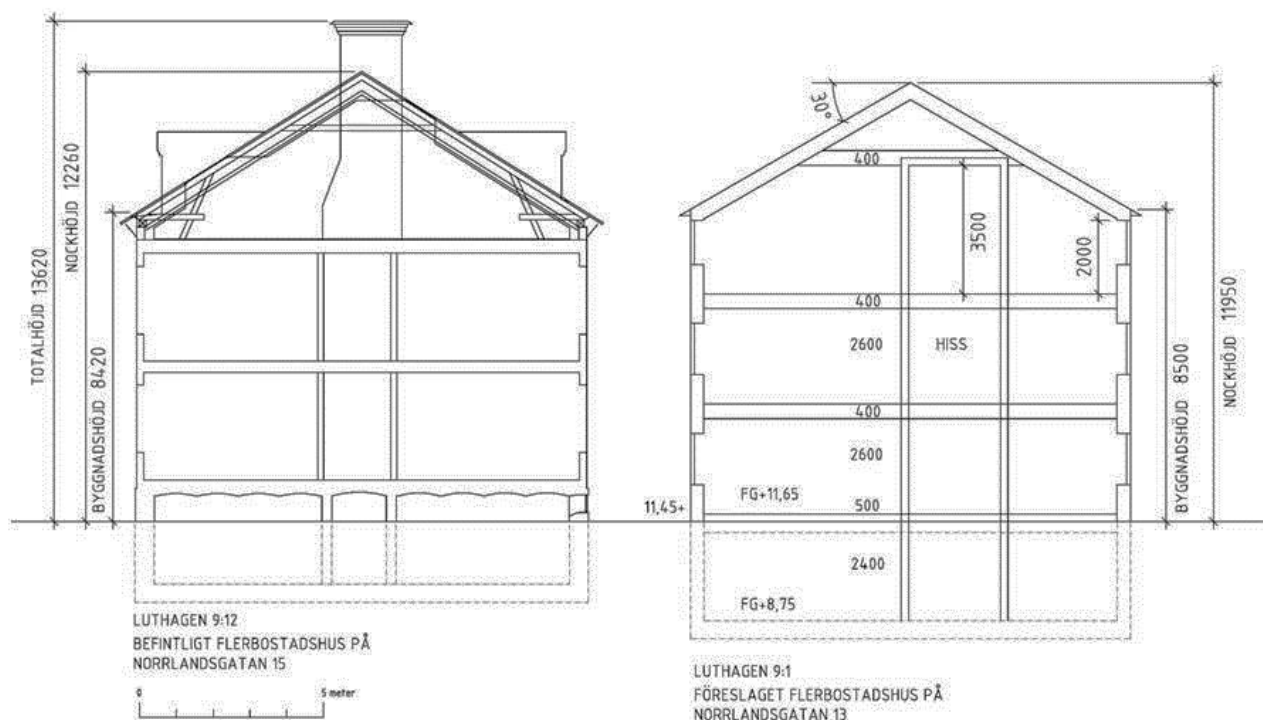 TOTALHÖJD 13620
NOCKHÖJD 12260
BYGGNADSHÖJD 8420
LUTHAGEN 9:12
BEFINTLIGT FLERBOSTADSHUS PÅ
NORRLANDSGATAN 15
0 5 meter
30°
400
3500
2000
400
2600 HISS
400
2600
FG+11,65
11,45+
500
2400
FG+8,75
BYGGNADSHÖJD 8500
NOCKHÖJD 11950
LUTHAGEN 9:1
FÖRESLAGET FLERBOSTADSHUS PÅ
NORRLANDSGATAN 13